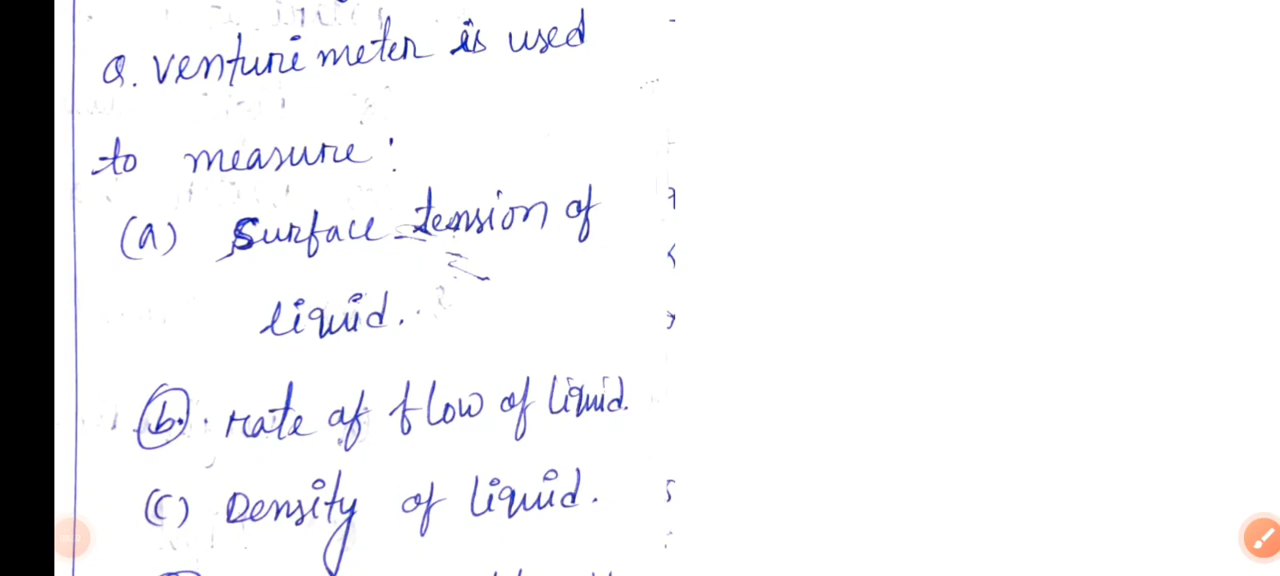 Q. venturi meter is used
to measure:
(a) Surface tension of
liquid.
(b). rate of flow of liquid.
(c) Density of liquid.